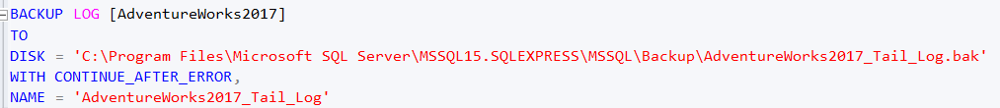 BACKUP LOG [AdventureWorks2017]
TO
DISK = 'C:\Program Files\Microsoft SQL Server\MSSQL15.SQLEXPRESS\MSSQL\Backup\AdventureWorks2017_Tail_Log.bak'
WITH CONTINUE_AFTER_ERROR,
NAME = 'AdventureWorks2017_Tail_Log'